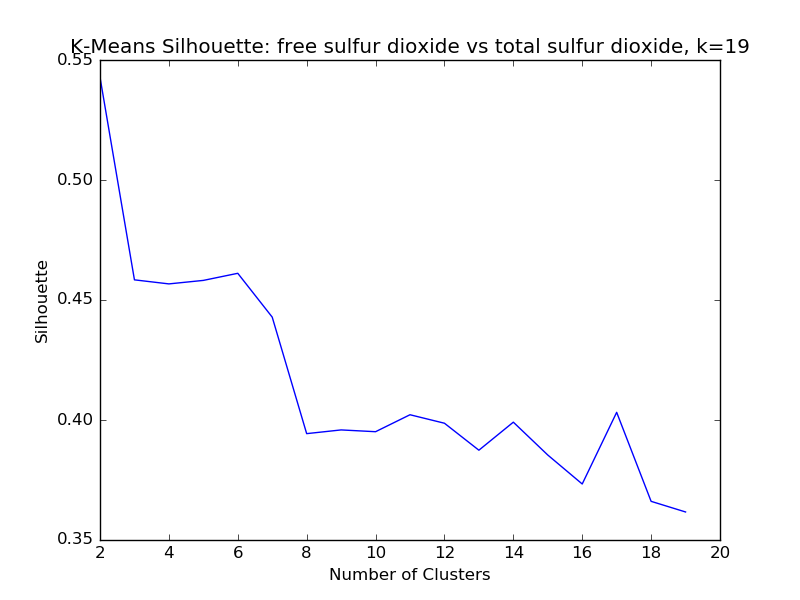 K-Means Silhouette: free sulfur dioxide vs total sulfur dioxide, k=19
0.55
0.50
0.45
0.40
0.35
Silhouette
2 4 6 8 10 12 14 16 18 20
Number of Clusters